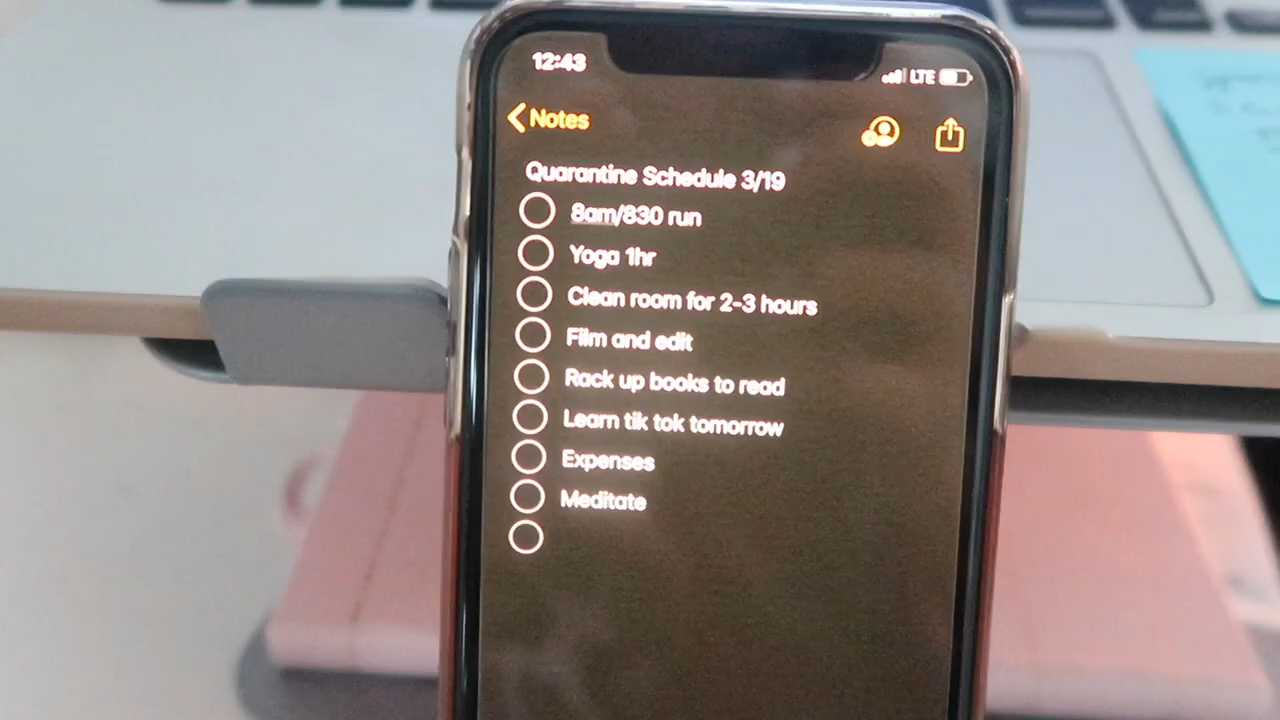 12:43
LTE
Notes
Quarantine Schedule 3/19
8am/830 run
Yoga 1hr
Clean room for 2-3 hours
Film and edit
Rack up books to read
Learn tik tok tomorrow
Expenses
Meditate